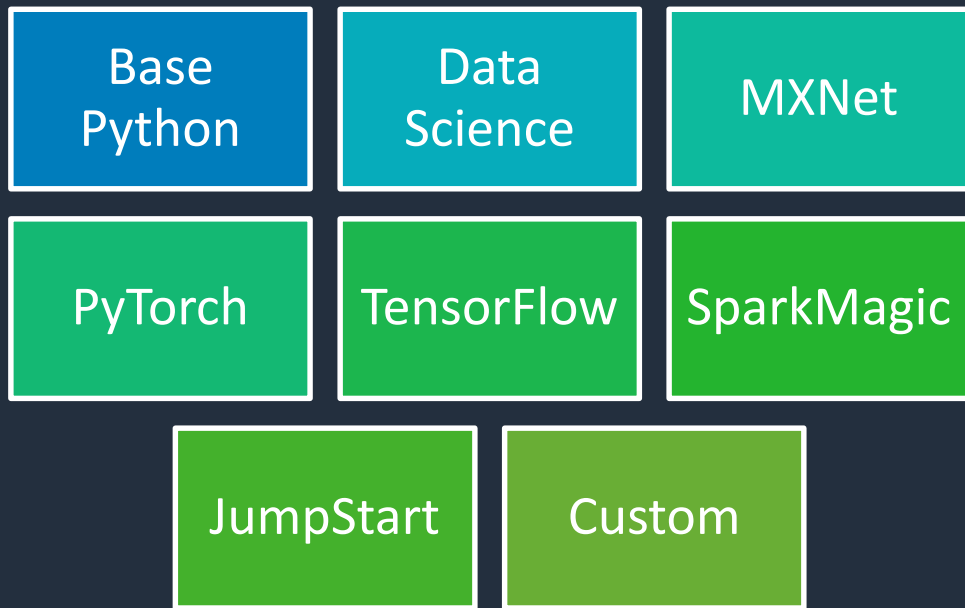 Base
Python
Data
Science
MXNet
PyTorch
TensorFlow
SparkMagic
JumpStart
Custom